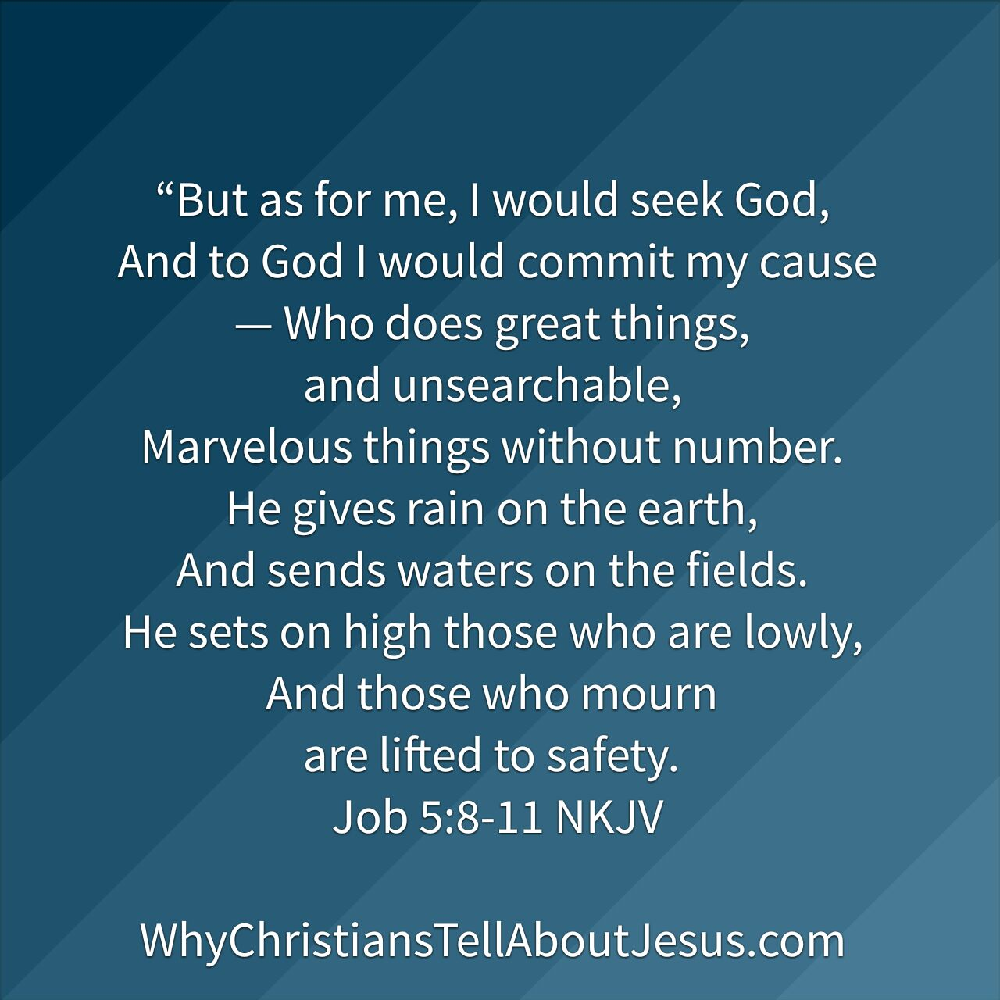 “But as for me, I would seek God,
And to God I would commit my cause
— Who does great things,
and unsearchable,
Marvelous things without number.
He gives rain on the earth,
And sends waters on the fields.
He sets on high those who are lowly,
And those who mourn
are lifted to safety.
Job 5:8-11 NKJV
WhyChristiansTellAboutJesus.com